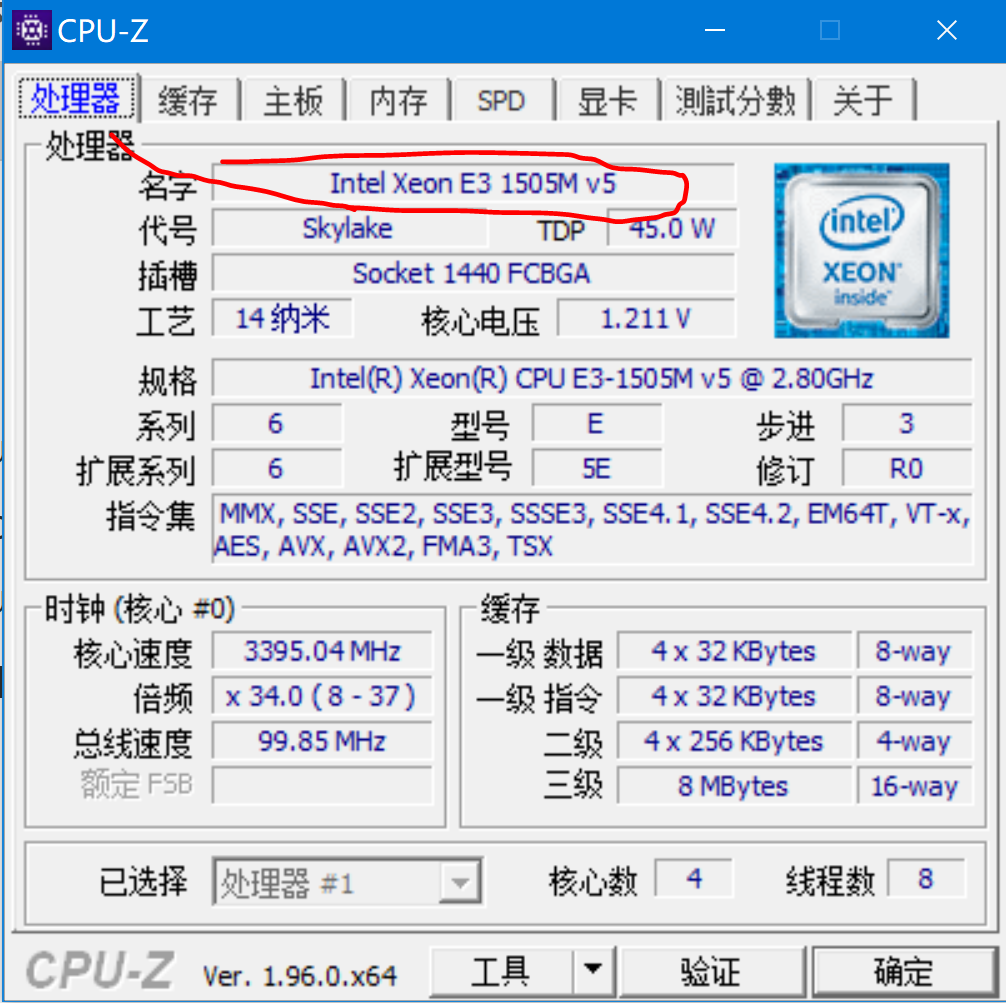 CPU-Z
处理器 缓存 主板 内存 SPD 显卡 測試分數 关于
处理器
名字 Intel Xeon E3 1505M v5
代号 Skylake TDP 45.0 W
插槽 Socket 1440 FCBGA
工艺 14 纳米 核心电压 1.211 V
intel XEON inside
规格 Intel(R) Xeon(R) CPU E3-1505M v5 @ 2.80GHz
系列 6 型号 E 步进 3
扩展系列 6 扩展型号 5E 修订 R0
指令集 MMX, SSE, SSE2, SSE3, SSSE3, SSE4.1, SSE4.2, EM64T, VT-x,
AES, AVX, AVX2, FMA3, TSX
时钟 (核心 #0)
核心速度 3395.04 MHz
倍频 x 34.0 ( 8 - 37 )
总线速度 99.85 MHz
额定 FSB
缓存
一级 数据 4 x 32 KBytes 8-way
一级 指令 4 x 32 KBytes 8-way
二级 4 x 256 KBytes 4-way
三级 8 MBytes 16-way
已选择 处理器 #1 核心数 4 线程数 8
CPU-Z Ver. 1.96.0.x64 工具 验证 确定